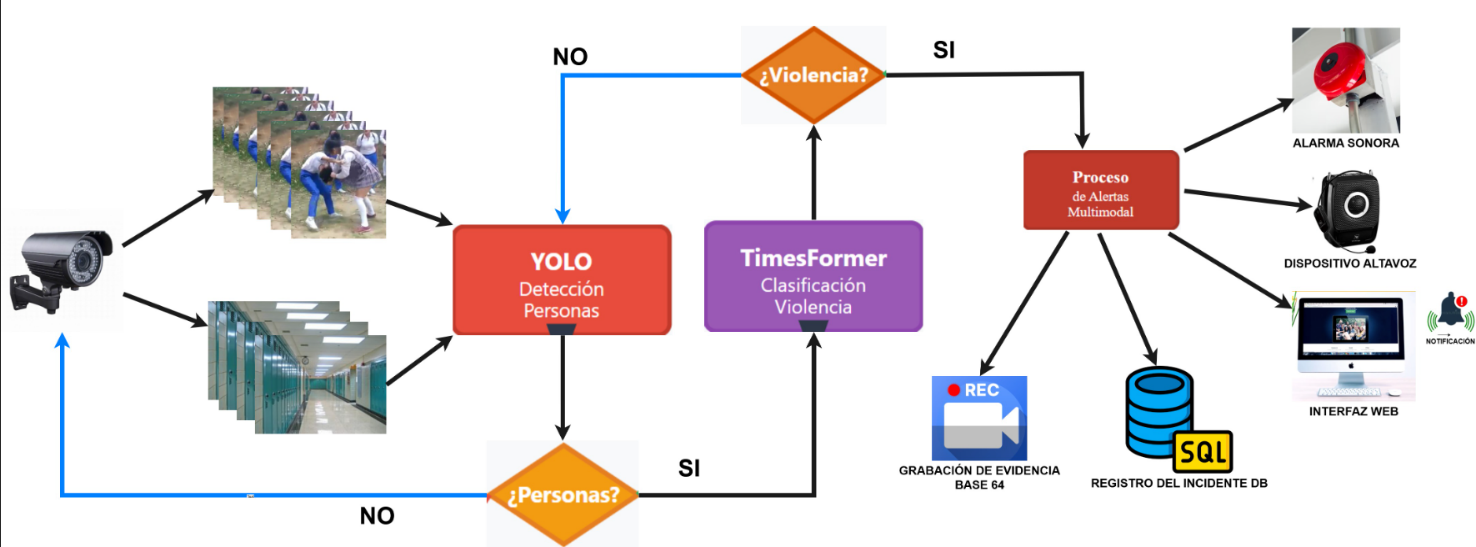 NO
¿Violencia?
SI
ALARMA SONORA
Proceso
de Alertas
Multimodal
DISPOSITIVO ALTAVOZ
YOLO
Detección
Personas
TimesFormer
Clasificación
Violencia
NOTIFICACIÓN
INTERFAZ WEB
REC
GRABACIÓN DE EVIDENCIA
BASE 64
SQL
REGISTRO DEL INCIDENTE DB
¿Personas?
SI
NO